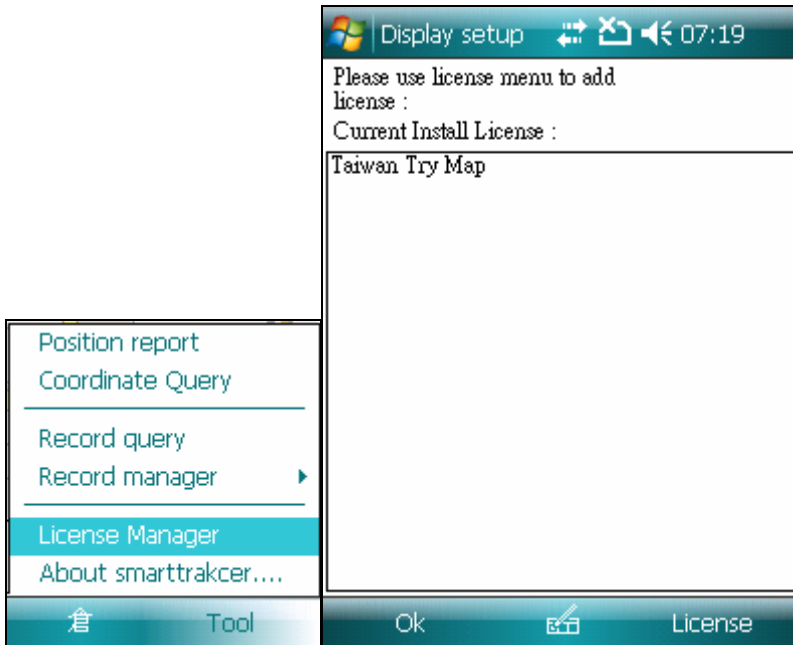 Position report
Coordinate Query
Record query
Record manager
License Manager
About smarttrakcer....
倉
Tool
Display setup
07:19
Please use license menu to add
license :
Current Install License :
Taiwan Try Map
Ok
License